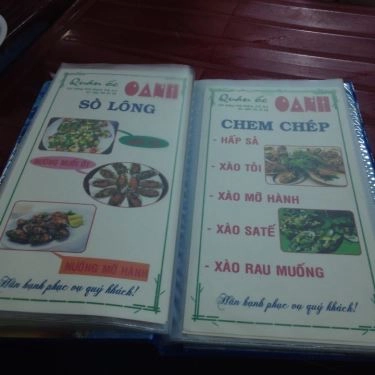 Quán ốc OANH
SÒ LÔNG
NƯỚNG MUỐI ỚT
NƯỚNG MỠ HÀNH
Hân hạnh phục vụ quý khách!
Quán ốc OANH
CHEM CHÉP
- HẤP SẢ
- XÀO TỎI
- XÀO MỠ HÀNH
- XÀO SATẾ
- XÀO RAU MUỐNG
Hân hạnh phục vụ quý khách!